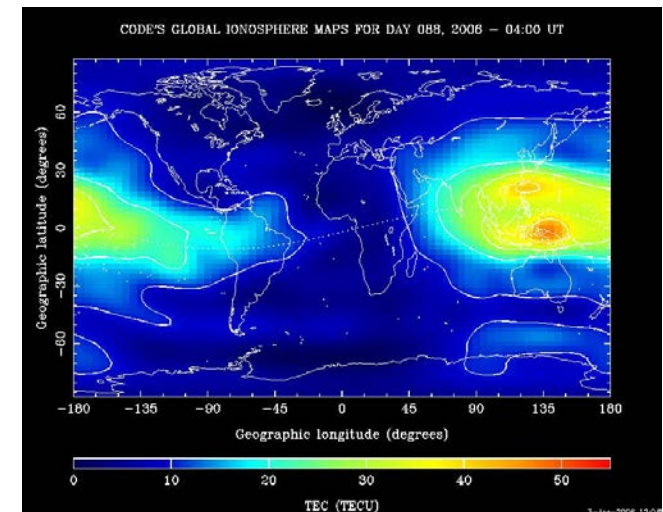 CODE'S GLOBAL IONOSPHERE MAPS FOR DAY 088, 2006 – 04:00 UT
Geographic latitude (degrees)
60
30
0
−30
−60
−180 −135 −90 −45 0 45 90 135 180
Geographic longitude (degrees)
0 10 20 30 40 50
TEC (TECU)